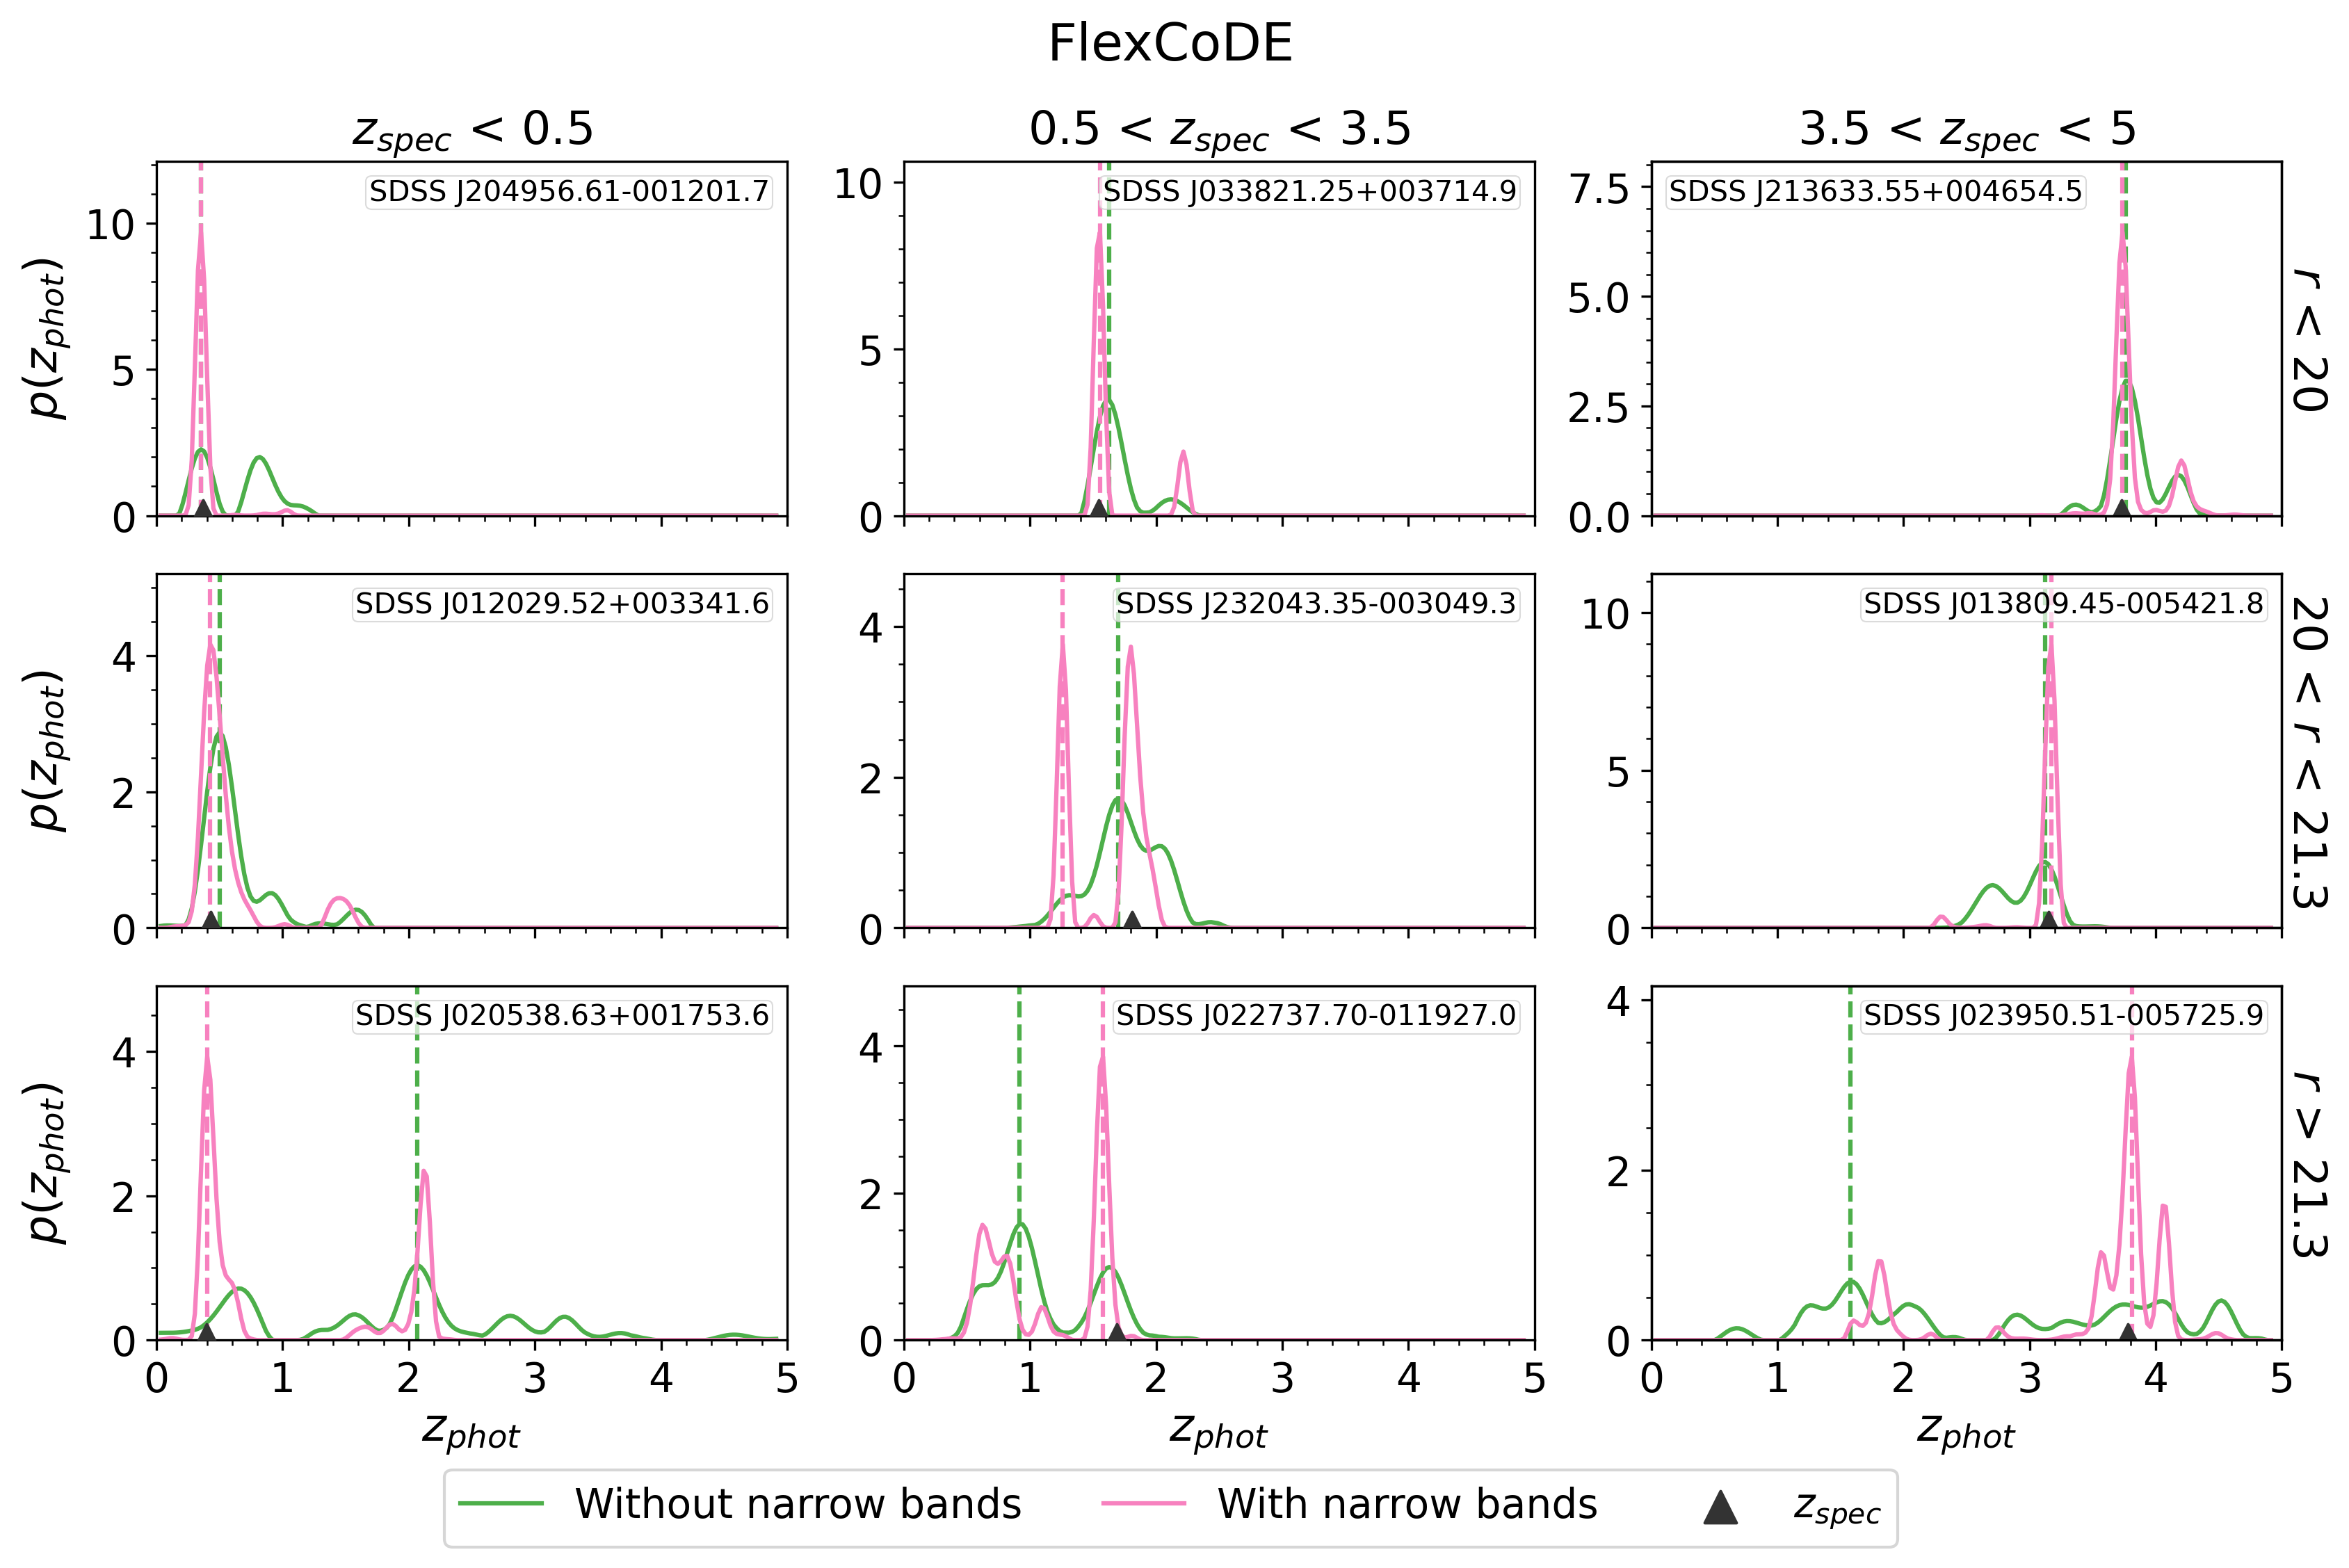 FlexCoDE
z_spec < 0.5
0.5 < z_spec < 3.5
3.5 < z_spec < 5
p(z_phot)
10
5
0
SDSS J204956.61-001201.7
10
5
0
SDSS J033821.25+003714.9
7.5
5.0
2.5
0.0
SDSS J213633.55+004654.5
r < 20
p(z_phot)
4
2
0
SDSS J012029.52+003341.6
4
2
0
SDSS J232043.35-003049.3
10
5
0
SDSS J013809.45-005421.8
20 < r < 21.3
p(z_phot)
4
2
0
SDSS J020538.63+001753.6
4
2
0
SDSS J022737.70-011927.0
4
2
0
SDSS J023950.51-005725.9
r > 21.3
0 1 2 3 4 5
0 1 2 3 4 5
0 1 2 3 4 5
z_phot
z_phot
z_phot
Without narrow bands
With narrow bands
z_spec